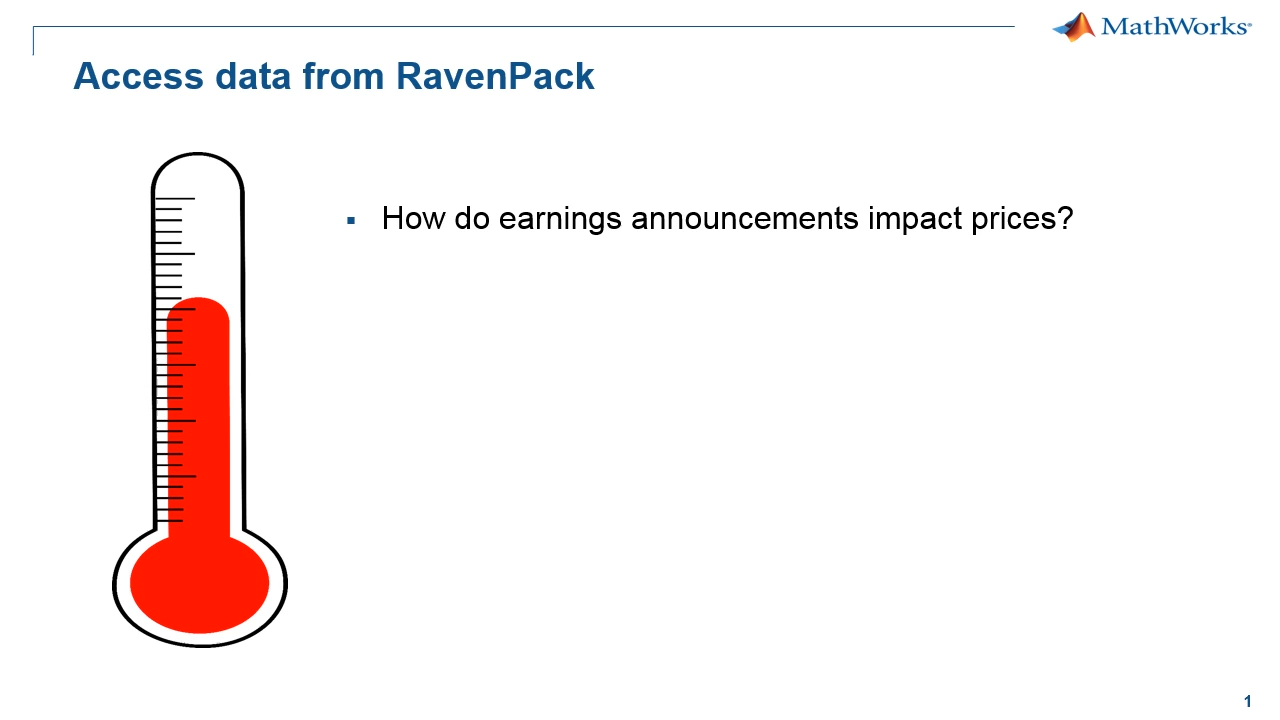 MathWorks®
Access data from RavenPack
▪ How do earnings announcements impact prices?
1